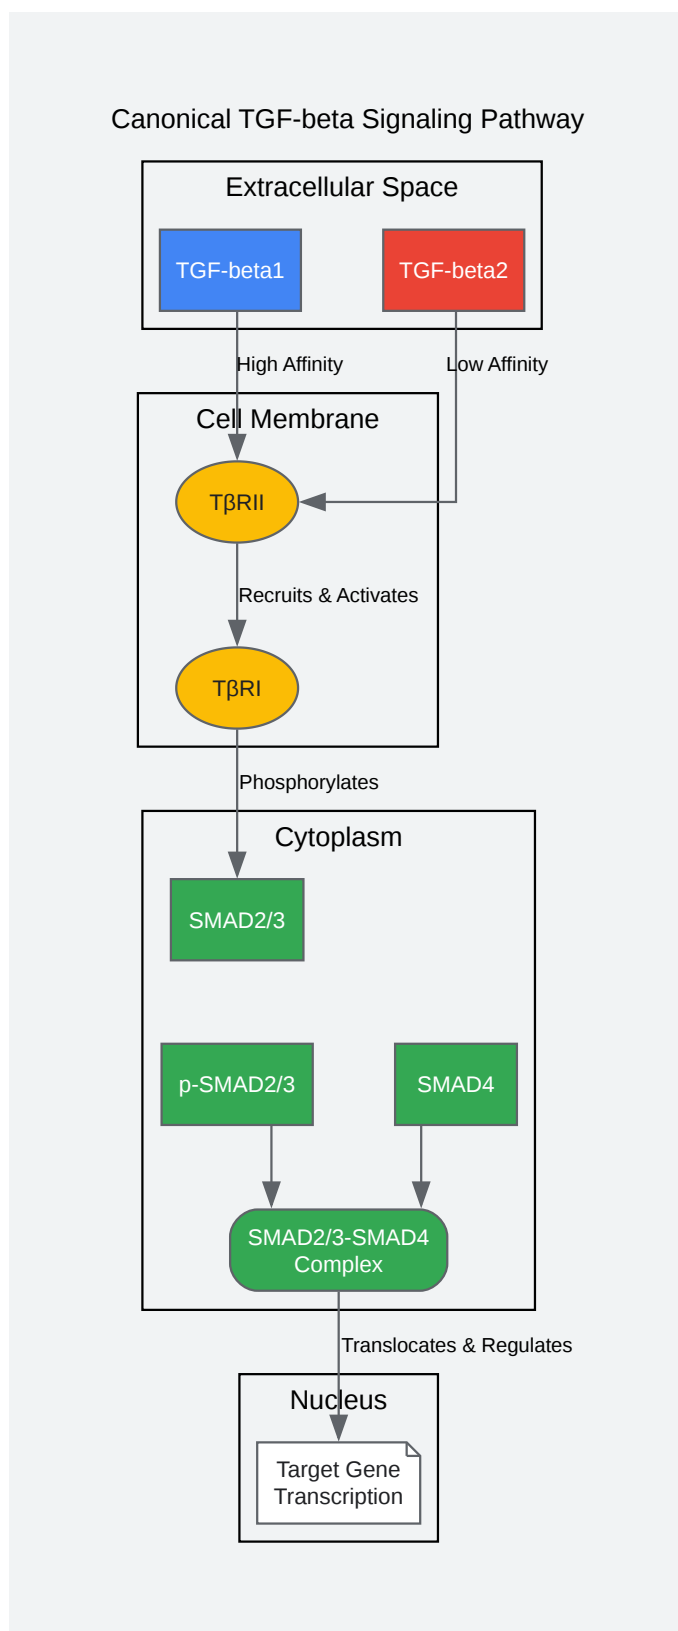 Canonical TGF-beta Signaling Pathway
Extracellular Space
TGF-beta1
TGF-beta2
High Affinity
Low Affinity
Cell Membrane
TβRII
Recruits & Activates
TβRI
Phosphorylates
Cytoplasm
SMAD2/3
p-SMAD2/3
SMAD4
SMAD2/3-SMAD4
Complex
Translocates & Regulates
Nucleus
Target Gene
Transcription